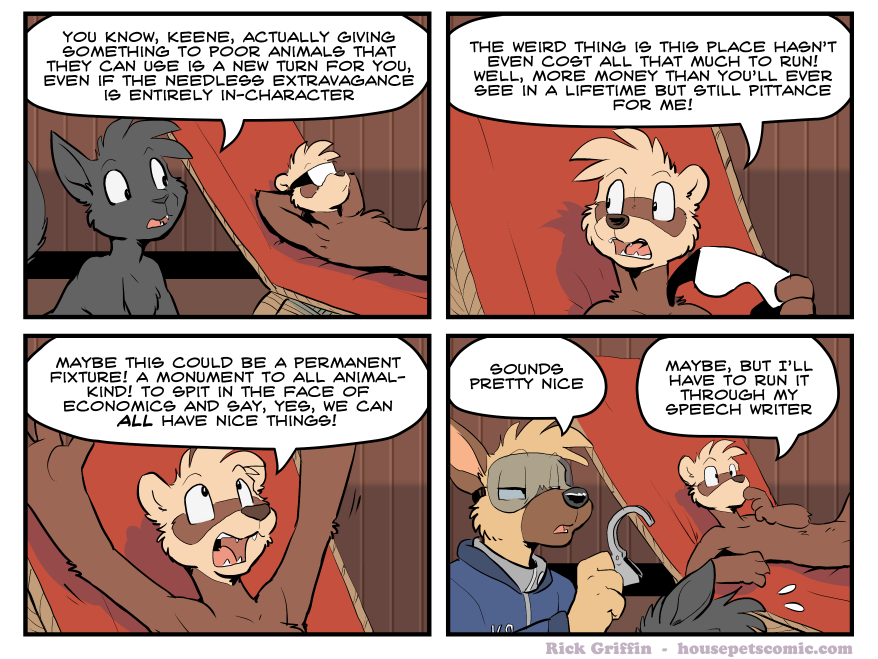 YOU KNOW, KEENE, ACTUALLY GIVING
SOMETHING TO POOR ANIMALS THAT
THEY CAN USE IS A NEW TURN FOR YOU,
EVEN IF THE NEEDLESS EXTRAVAGANCE
IS ENTIRELY IN-CHARACTER
THE WEIRD THING IS THIS PLACE HASN'T
EVEN COST ALL THAT MUCH TO RUN!
WELL, MORE MONEY THAN YOU'LL EVER
SEE IN A LIFETIME BUT STILL PITTANCE
FOR ME!
MAYBE THIS COULD BE A PERMANENT
FIXTURE! A MONUMENT TO ALL ANIMAL-
KIND! TO SPIT IN THE FACE OF
ECONOMICS AND SAY, YES, WE CAN
ALL HAVE NICE THINGS!
SOUNDS
PRETTY NICE
MAYBE, BUT I'LL
HAVE TO RUN IT
THROUGH MY
SPEECH WRITER
Rick Griffin - housepetscomic.com